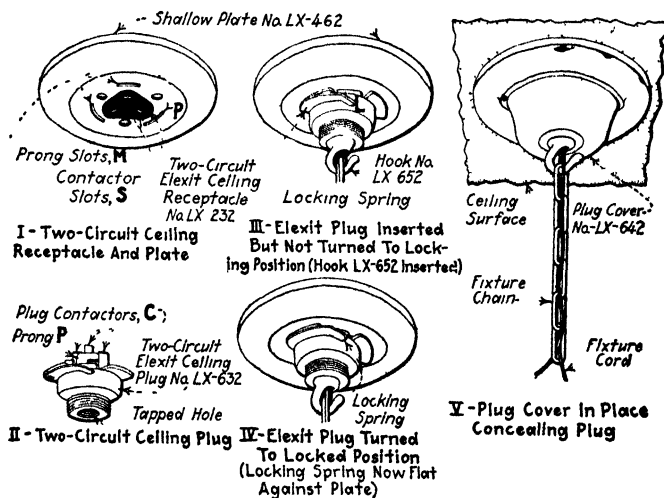 Shallow Plate No. LX-462
P
Prong Slots, M
Contactor
Slots, S
Two-Circuit
Elexit Ceiling
Receptacle
No. LX 232
I - Two-Circuit Ceiling
Receptacle And Plate
L
Hook No.
LX 652
Locking Spring
III - Elexit Plug Inserted
But Not Turned To Lock-
ing Position (Hook LX-652 Inserted)
Plug Contactors, C
Prong P
Two-Circuit
Elexit Ceiling
Plug No. LX-632
Tapped Hole
II - Two-Circuit Ceiling Plug
Locking
Spring
IV - Elexit Plug Turned
To Locked Position
(Locking Spring Now Flat
Against Plate)
Ceiling
Surface
Plug Cover
No-LX-642
Fixture
Chain
Fixture
Cord
V - Plug Cover In Place
Concealing Plug